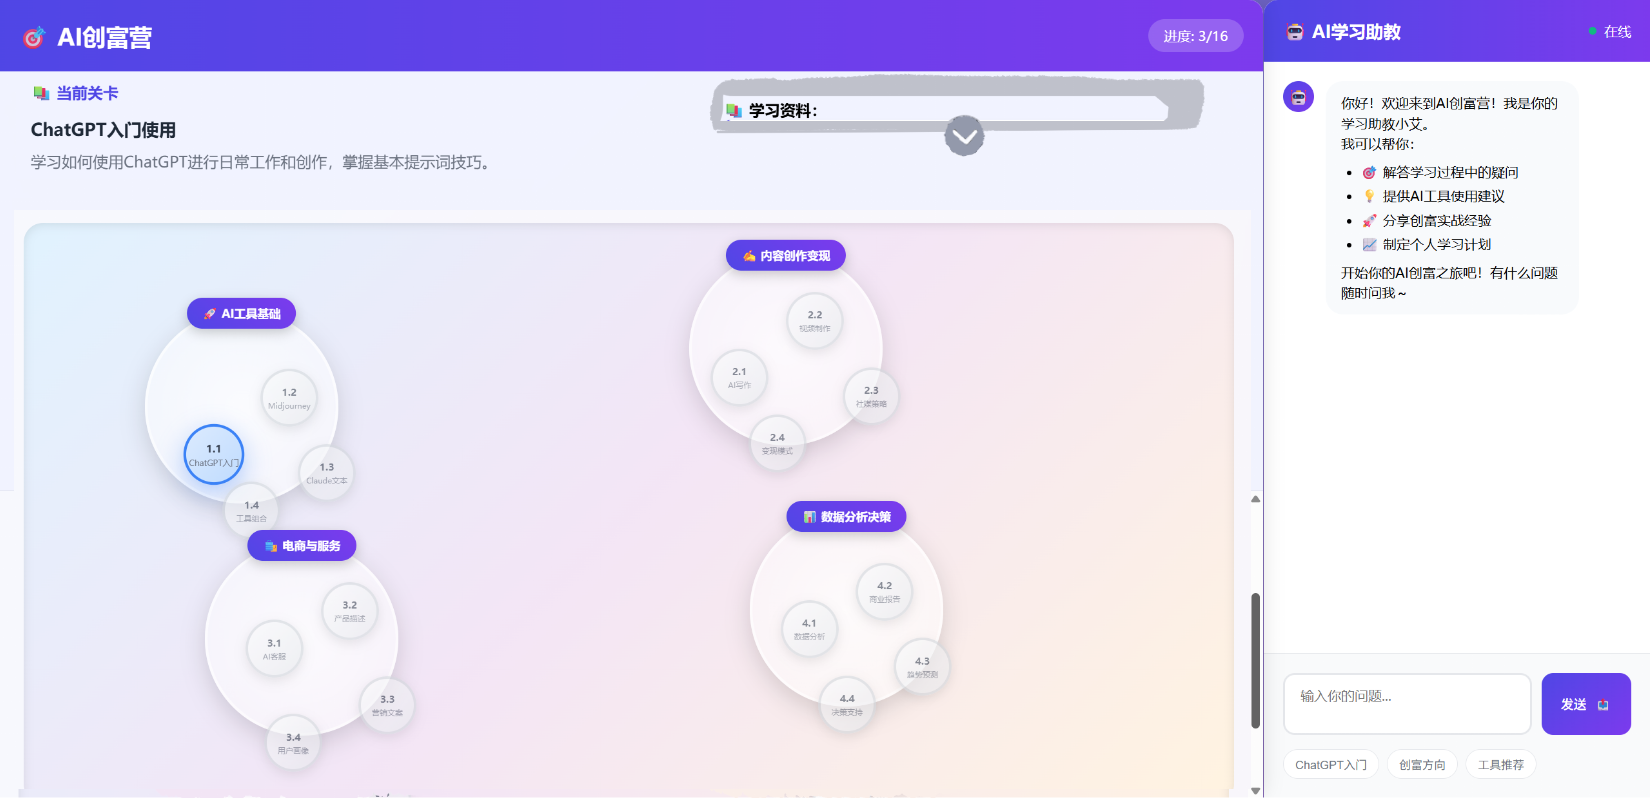 AI创富营
进度: 3/16
当前关卡
ChatGPT入门使用
学习如何使用ChatGPT进行日常工作和创作，掌握基本提示词技巧。
学习资料：
AI工具基础
1.2
Midjourney
1.1
ChatGPT入门
1.3
Claude文本
1.4
工具组合
内容创作变现
2.2
视频制作
2.1
AI写作
2.3
社媒策略
2.4
变现模式
电商与服务
3.2
产品描述
3.1
AI客服
3.3
营销文案
3.4
用户画像
数据分析决策
4.2
商业报告
4.1
数据分析
4.3
趋势预测
4.4
决策支持
AI学习助教
在线
你好！欢迎来到AI创富营！我是你的
学习助教小艾。
我可以帮你：
解答学习过程中的疑问
提供AI工具使用建议
分享创富实战经验
制定个人学习计划
开始你的AI创富之旅吧！有什么问题
随时问我～
输入你的问题...
发送
ChatGPT入门
创富方向
工具推荐